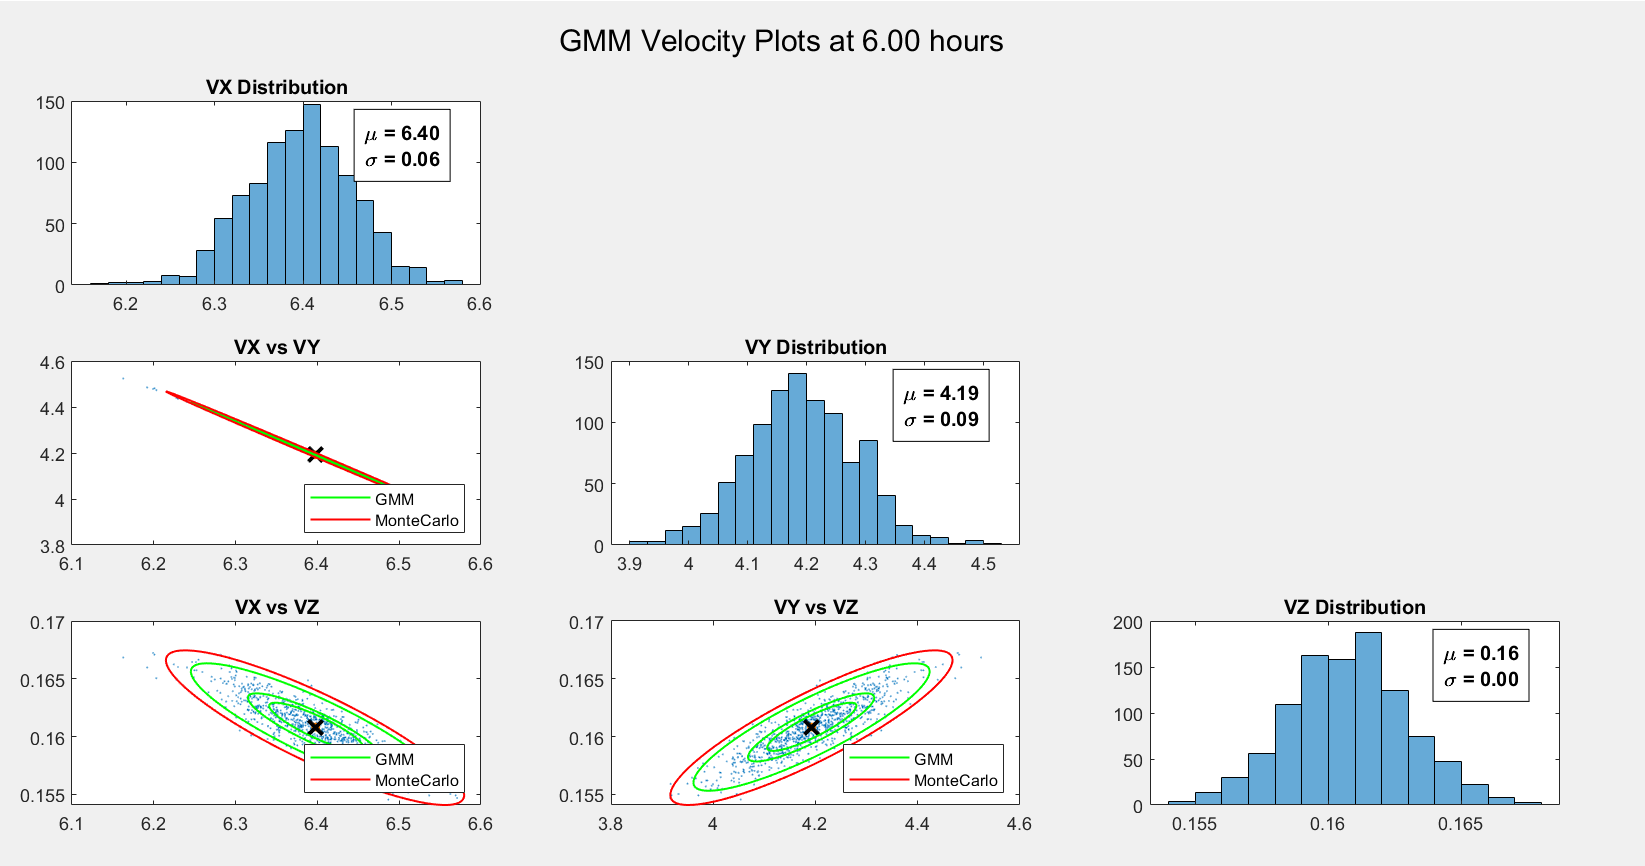 GMM Velocity Plots at 6.00 hours
VX Distribution
150
100
50
0
6.2 6.3 6.4 6.5 6.6
μ = 6.40
σ = 0.06
VX vs VY
4.6
4.4
4.2
4
3.8
6.1 6.2 6.3 6.4 6.5 6.6
GMM
MonteCarlo
VY Distribution
150
100
50
0
3.9 4 4.1 4.2 4.3 4.4 4.5
μ = 4.19
σ = 0.09
VX vs VZ
0.17
0.165
0.16
0.155
6.1 6.2 6.3 6.4 6.5 6.6
GMM
MonteCarlo
VY vs VZ
0.17
0.165
0.16
0.155
3.8 4 4.2 4.4 4.6
GMM
MonteCarlo
VZ Distribution
200
150
100
50
0
0.155 0.16 0.165
μ = 0.16
σ = 0.00